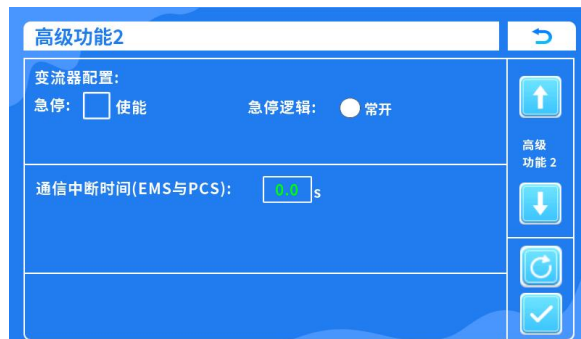 高级功能2
变流器配置:
急停: 使能 急停逻辑: 常开
高级
功能 2
通信中断时间(EMS与PCS): 0.0 s